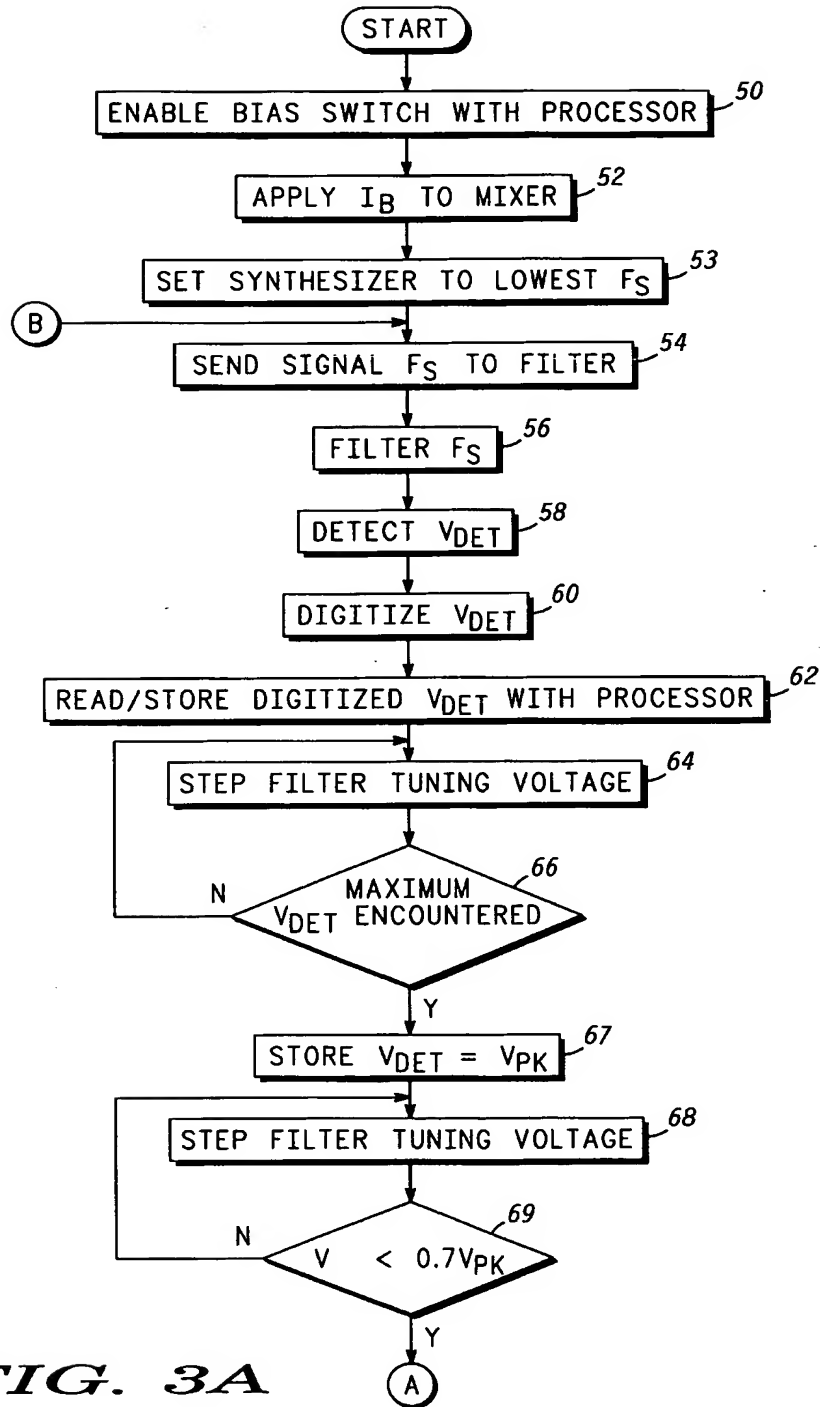 START
ENABLE BIAS SWITCH WITH PROCESSOR 50
APPLY IB TO MIXER 52
SET SYNTHESIZER TO LOWEST FS 53
B
SEND SIGNAL FS TO FILTER 54
FILTER FS 56
DETECT VDET 58
DIGITIZE VDET 60
READ/STORE DIGITIZED VDET WITH PROCESSOR 62
STEP FILTER TUNING VOLTAGE 64
66
N MAXIMUM
VDET ENCOUNTERED
Y
STORE VDET = VPK 67
STEP FILTER TUNING VOLTAGE 68
69
N
V < 0.7VPK
Y
FIG. 3A
A